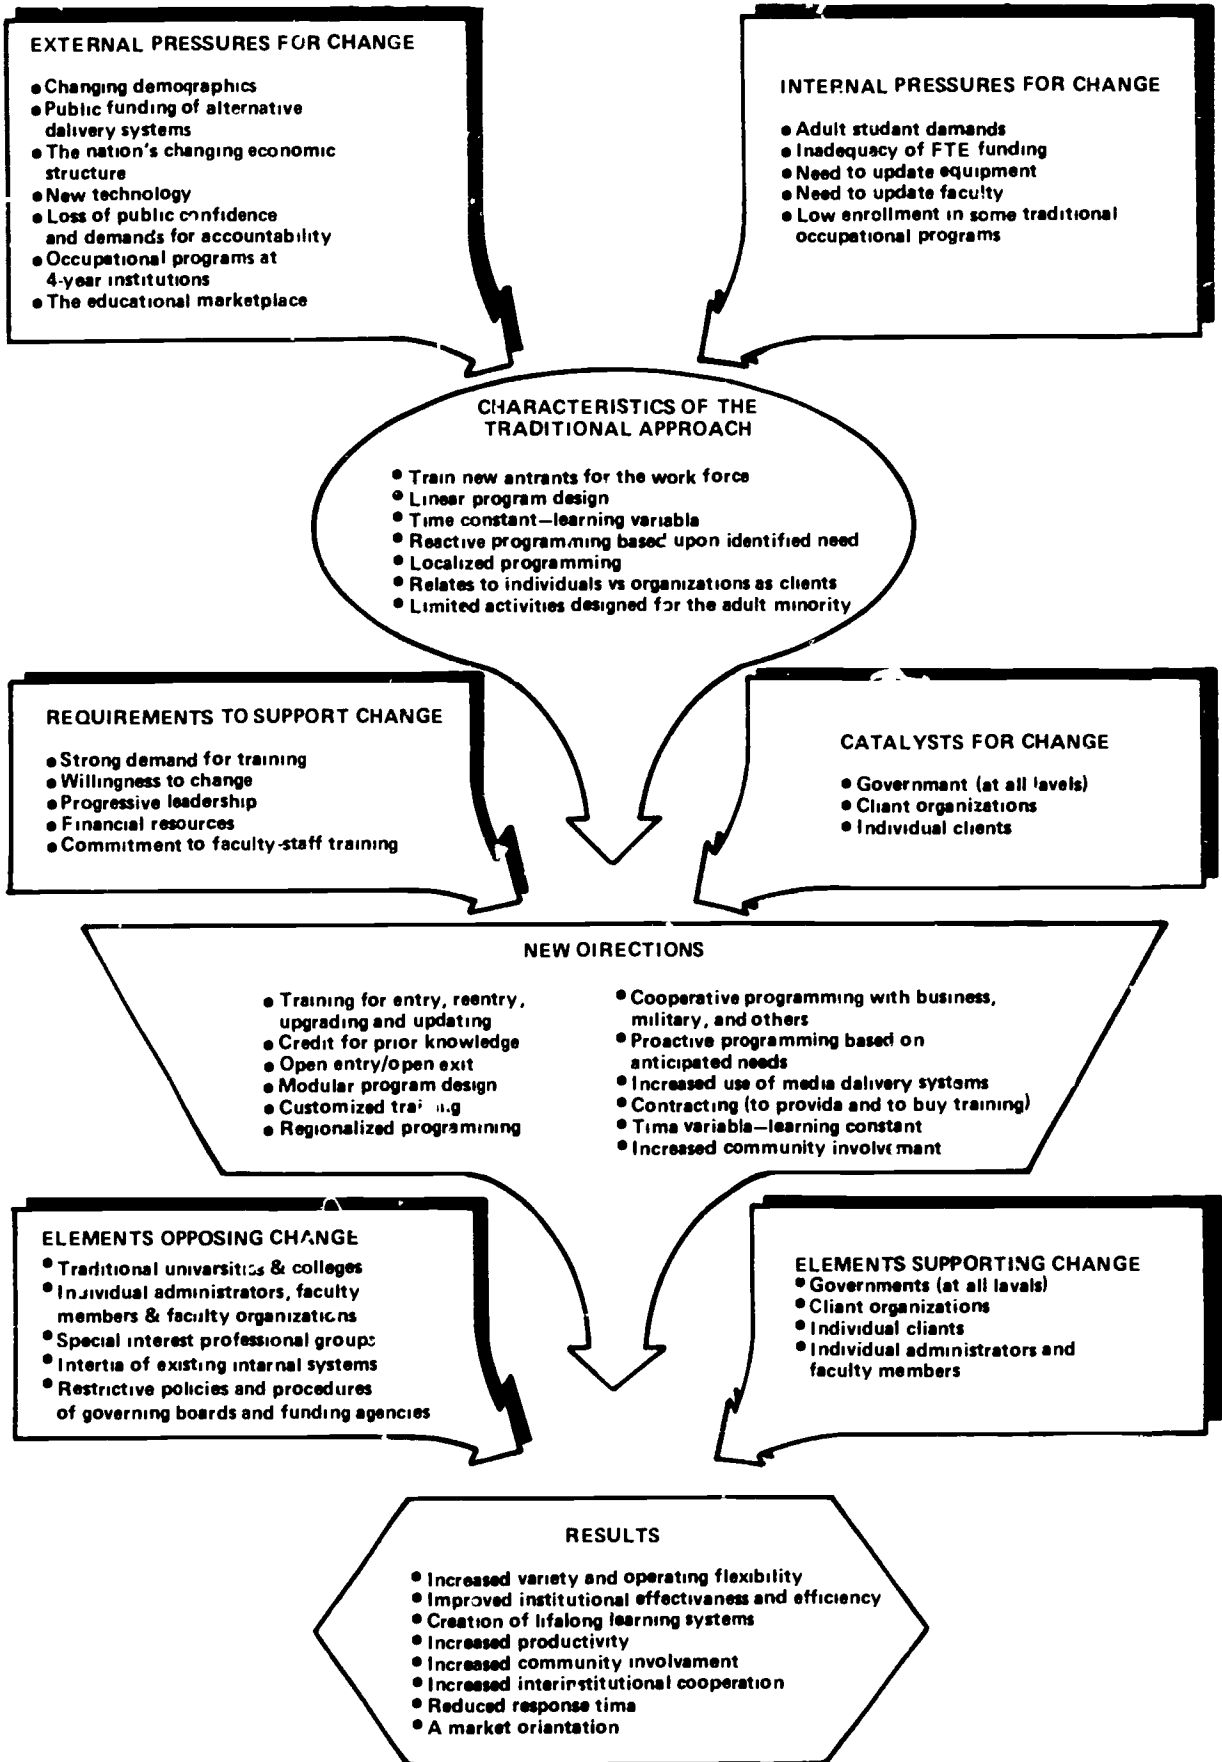 EXTERNAL PRESSURES FOR CHANGE
● Changing demographics
● Public funding of alternative
delivery systems
● The nation's changing economic
structure
● New technology
● Loss of public confidence
and demands for accountability
● Occupational programs at
4-year institutions
● The educational marketplace
INTERNAL PRESSURES FOR CHANGE
● Adult student demands
● Inadequacy of FTE funding
● Need to update equipment
● Need to update faculty
● Low enrollment in some traditional
occupational programs
CHARACTERISTICS OF THE
TRADITIONAL APPROACH
● Train new entrants for the work force
● Linear program design
● Time constant—learning variable
● Reactive programming based upon identified need
● Localized programming
● Relates to individuals vs organizations as clients
● Limited activities designed for the adult minority
REQUIREMENTS TO SUPPORT CHANGE
● Strong demand for training
● Willingness to change
● Progressive leadership
● Financial resources
● Commitment to faculty-staff training
CATALYSTS FOR CHANGE
● Government (at all levels)
● Client organizations
● Individual clients
NEW DIRECTIONS
● Training for entry, reentry,
upgrading and updating
● Credit for prior knowledge
● Open entry/open exit
● Modular program design
● Customized training
● Regionalized programming
● Cooperative programming with business,
military, and others
● Proactive programming based on
anticipated needs
● Increased use of media delivery systems
● Contracting (to provide and to buy training)
● Time variable—learning constant
● Increased community involvement
ELEMENTS OPPOSING CHANGE
● Traditional universities & colleges
● Individual administrators, faculty
members & faculty organizations
● Special interest professional groups
● Intertia of existing internal systems
● Restrictive policies and procedures
of governing boards and funding agencies
ELEMENTS SUPPORTING CHANGE
● Governments (at all levels)
● Client organizations
● Individual clients
● Individual administrators and
faculty members
RESULTS
● Increased variety and operating flexibility
● Improved institutional effectiveness and efficiency
● Creation of lifelong learning systems
● Increased productivity
● Increased community involvement
● Increased interinstitutional cooperation
● Reduced response time
● A market orientation